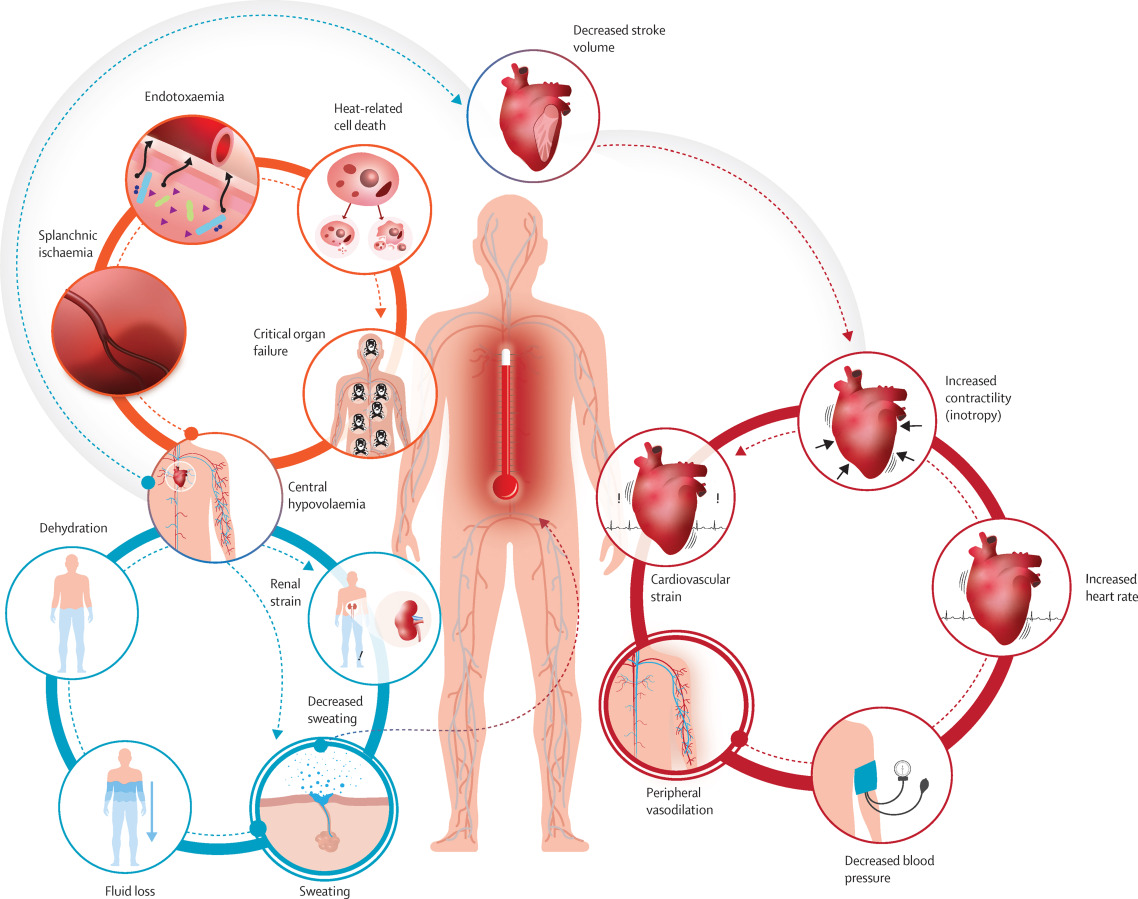 Decreased stroke
volume
Endotoxaemia
Heat-related
cell death
Splanchnic
ischaemia
Critical organ
failure
Increased
contractility
(inotropy)
Central
hypovolaemia
Dehydration
Renal
strain
!
!
Cardiovascular
strain
Increased
heart rate
!
Decreased
sweating
Peripheral
vasodilation
Decreased blood
pressure
Fluid loss
Sweating